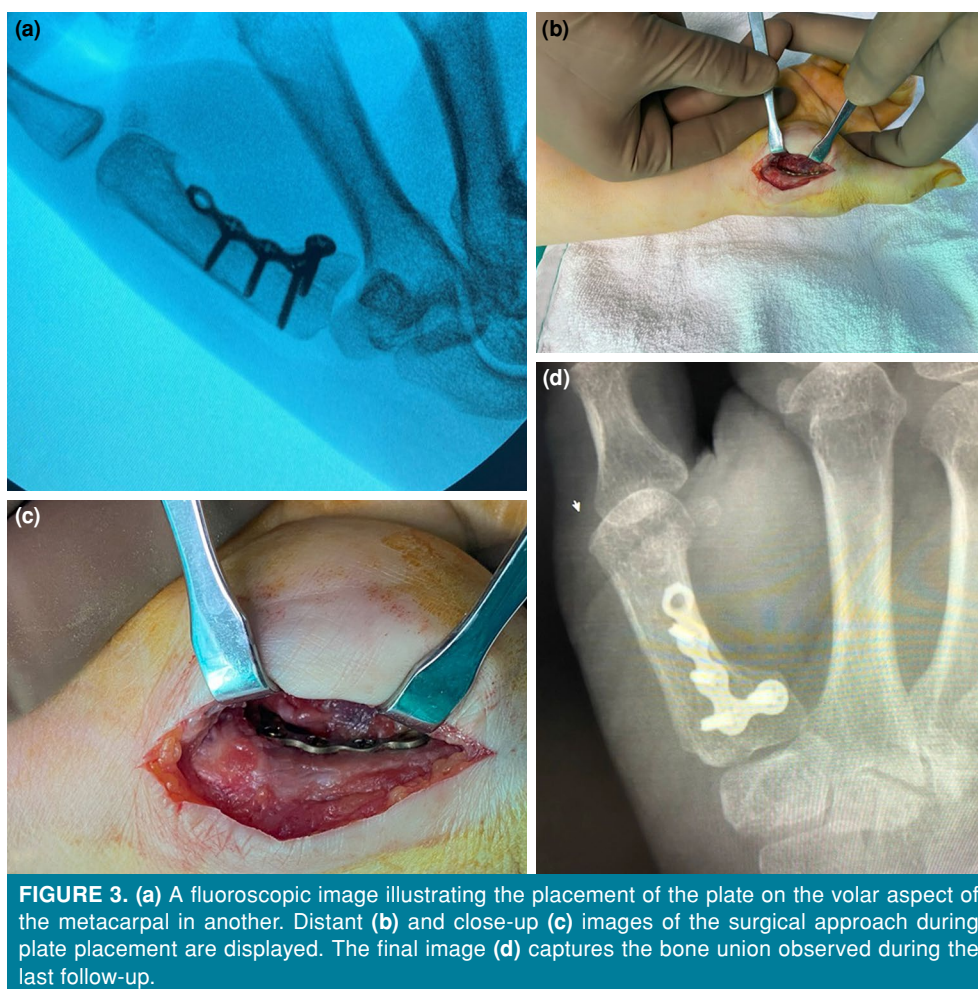 (a)
(b)
(c)
(d)
FIGURE 3. (a) A fluoroscopic image illustrating the placement of the plate on the volar aspect of
the metacarpal in another. Distant (b) and close-up (c) images of the surgical approach during
plate placement are displayed. The final image (d) captures the bone union observed during the
last follow-up.